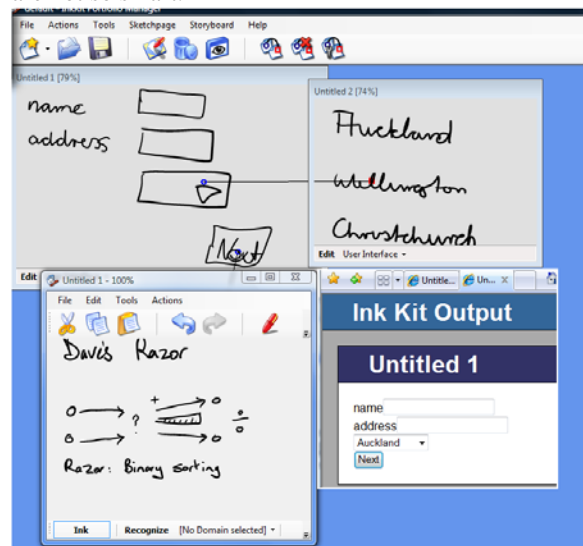 File Actions Tools Sketchpage Storyboard Help
Untitled 1 [79%]
name
address
Next
Edit
Untitled 2 [74%]
Auckland
Wellington
Christchurch
Edit User Interface
Untitled 1 - 100%
File Edit Tools Actions
Dave's Razor
+
?
÷
Razor: Binary sorting
Ink Recognize [No Domain selected]
Untitle... Un... X
Ink Kit Output
Untitled 1
name
address
Auckland
Next